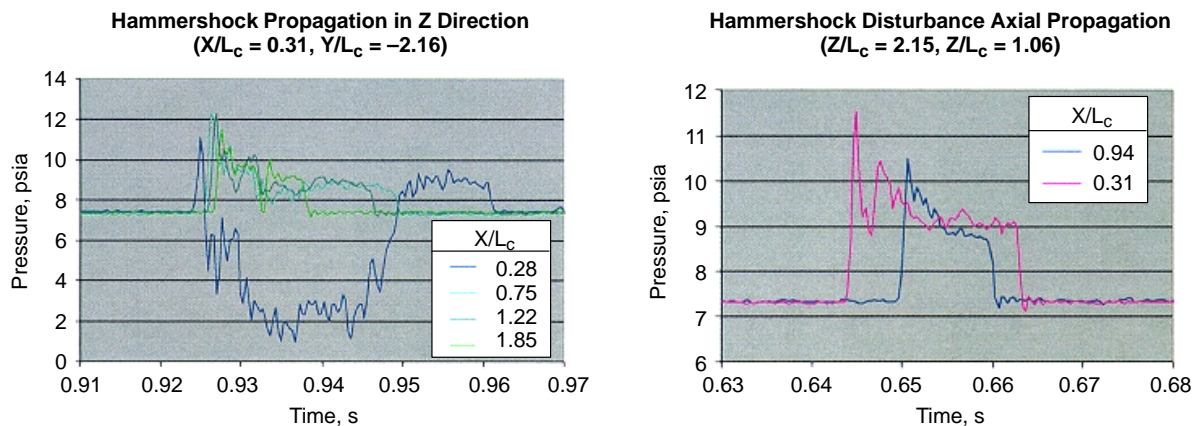 Hammershock Propagation in Z Direction
(X/Lc = 0.31, Y/Lc = –2.16)
14
12
10
8
6
4
2
0
Pressure, psia
0.91 0.92 0.93 0.94 0.95 0.96 0.97
Time, s
X/Lc
0.28
0.75
1.22
1.85
Hammershock Disturbance Axial Propagation
(Z/Lc = 2.15, Z/Lc = 1.06)
12
11
10
9
8
7
6
Pressure, psia
0.63 0.64 0.65 0.66 0.67 0.68
Time, s
X/Lc
0.94
0.31